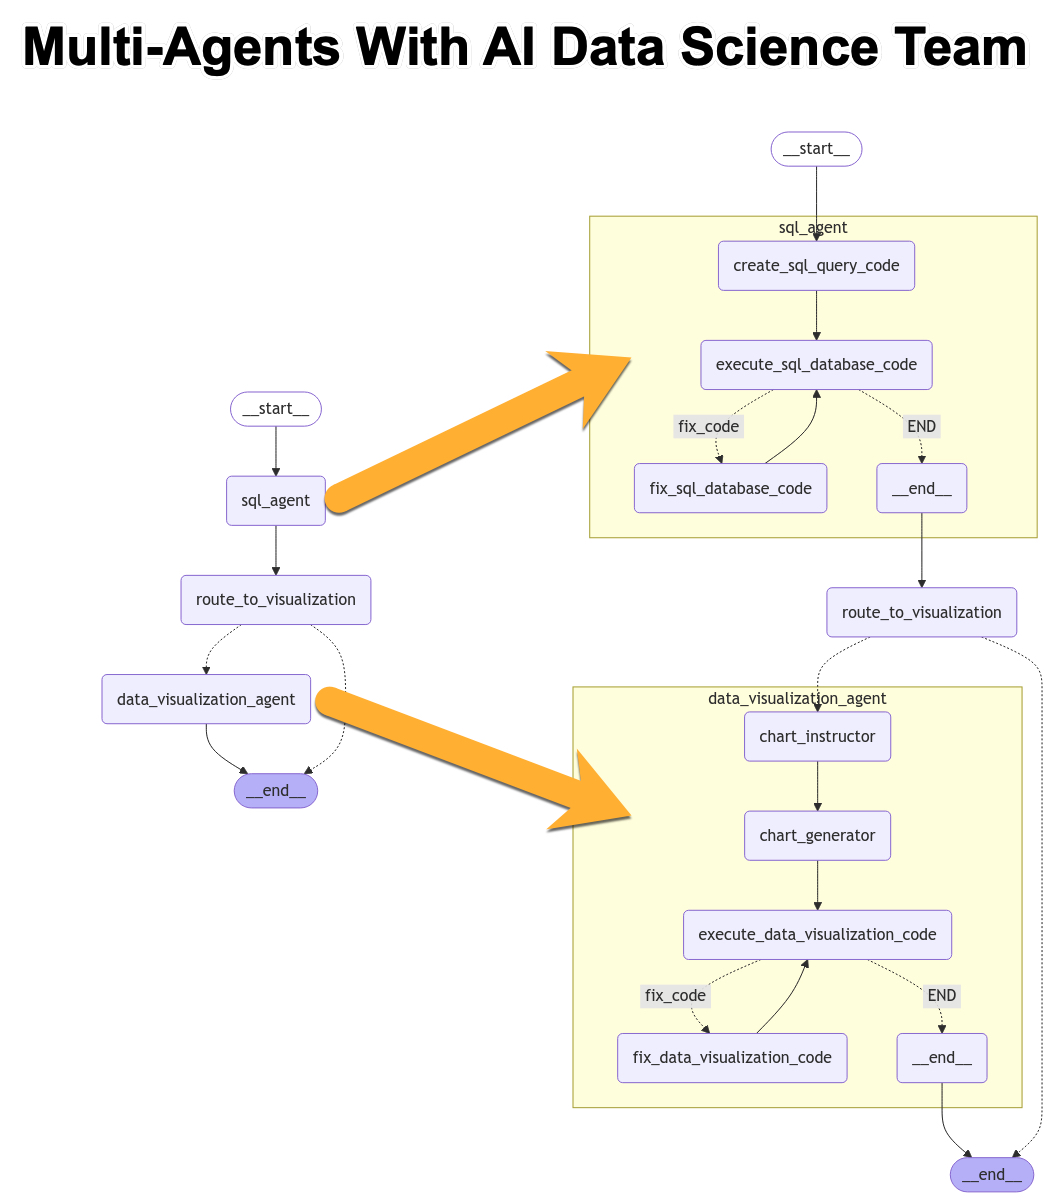 Multi-Agents With AI Data Science Team
__start__
sql_agent
route_to_visualization
data_visualization_agent
__end__
__start__
sql_agent
create_sql_query_code
execute_sql_database_code
fix_code
END
fix_sql_database_code
__end__
route_to_visualization
data_visualization_agent
chart_instructor
chart_generator
execute_data_visualization_code
fix_code
END
fix_data_visualization_code
__end__
__end__